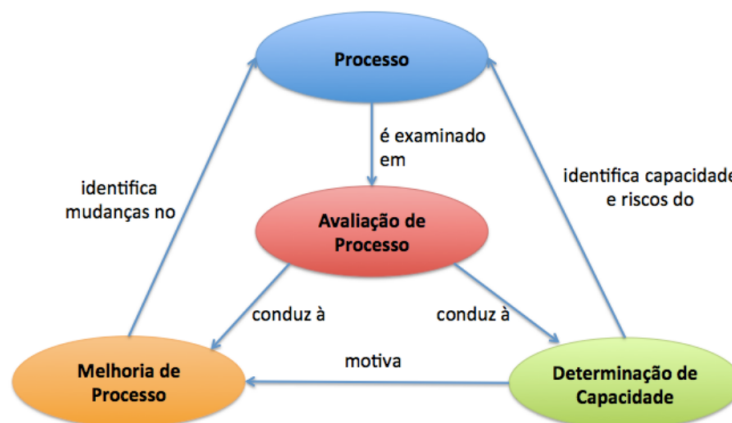 Processo
é examinado
em
identifica
mudanças no
identifica capacidade
e riscos do
Avaliação de
Processo
conduz à
conduz à
Melhoria de
Processo
motiva
Determinação de
Capacidade